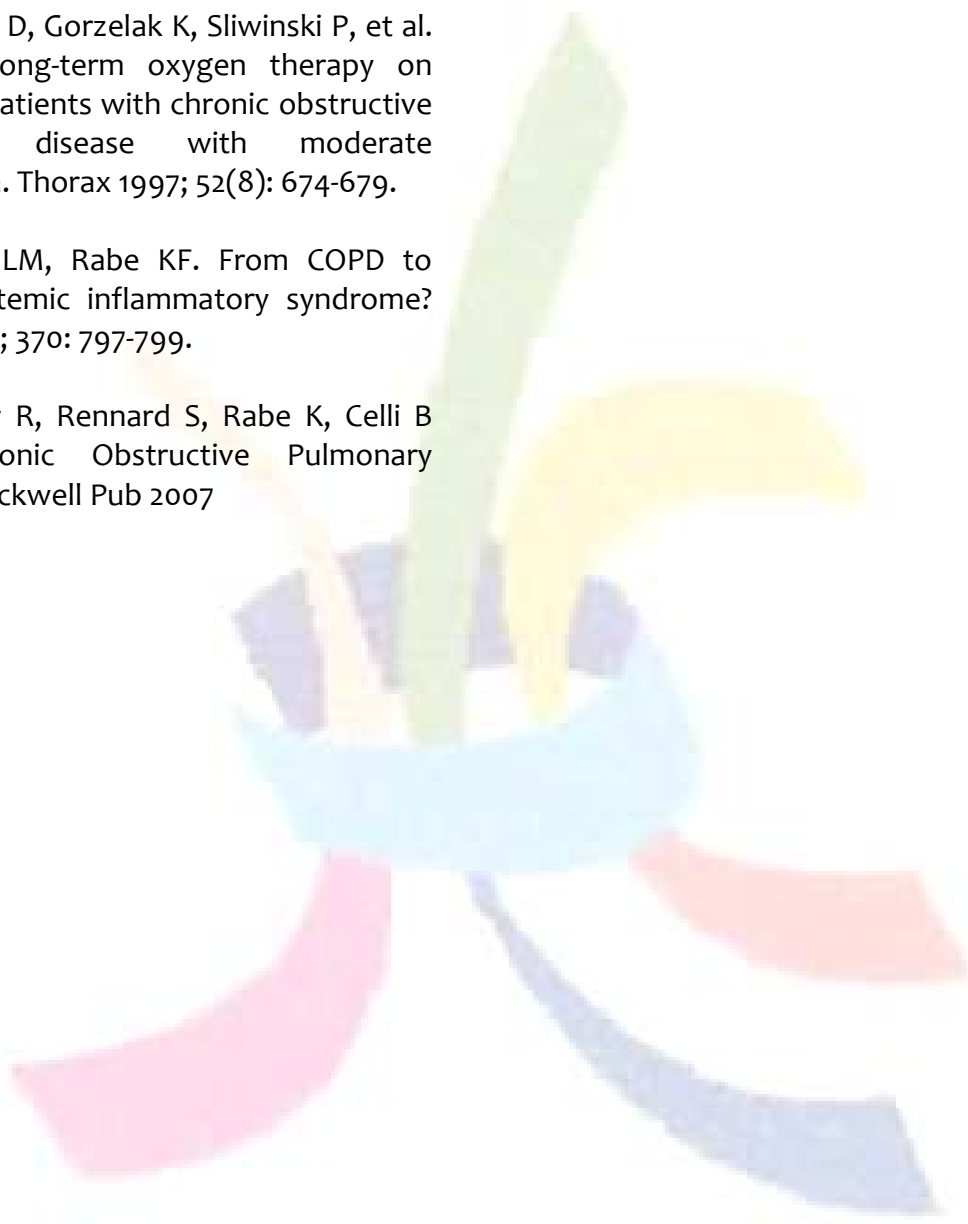 D, Gorzelak K, Sliwinski P, et al.
ong-term oxygen therapy on
patients with chronic obstructive
disease with moderate
. Thorax 1997; 52(8): 674-679.
LM, Rabe KF. From COPD to
temic inflammatory syndrome?
; 370: 797-799.
R, Rennard S, Rabe K, Celli B
onic Obstructive Pulmonary
ckwell Pub 2007